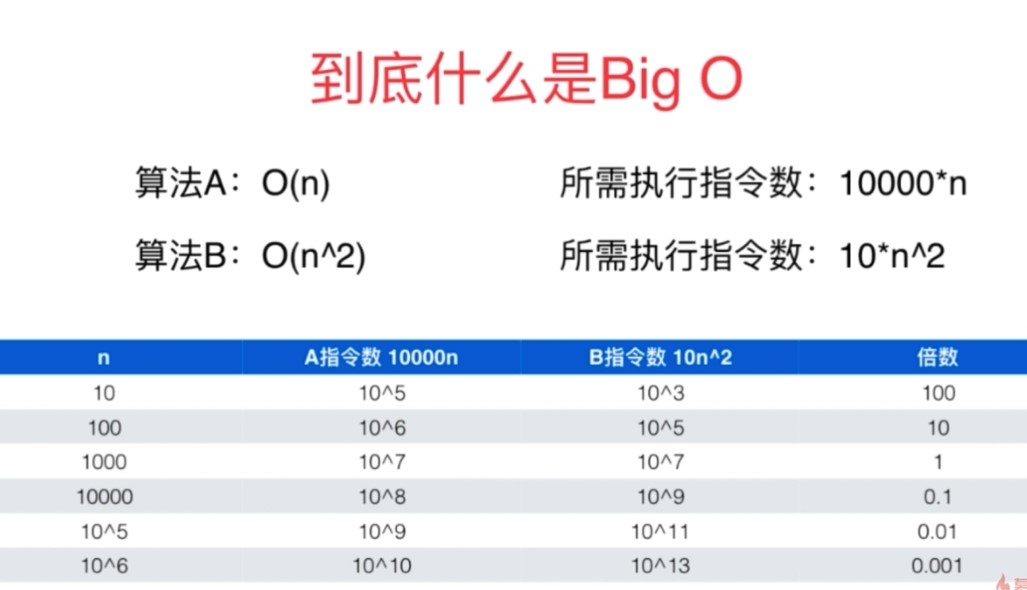 到底什么是Big O
算法A：O(n) 所需执行指令数：10000*n
算法B：O(n^2) 所需执行指令数：10*n^2
n A指令数 10000n B指令数 10n^2 倍数
10 10^5 10^3 100
100 10^6 10^5 10
1000 10^7 10^7 1
10000 10^8 10^9 0.1
10^5 10^9 10^11 0.01
10^6 10^10 10^13 0.001